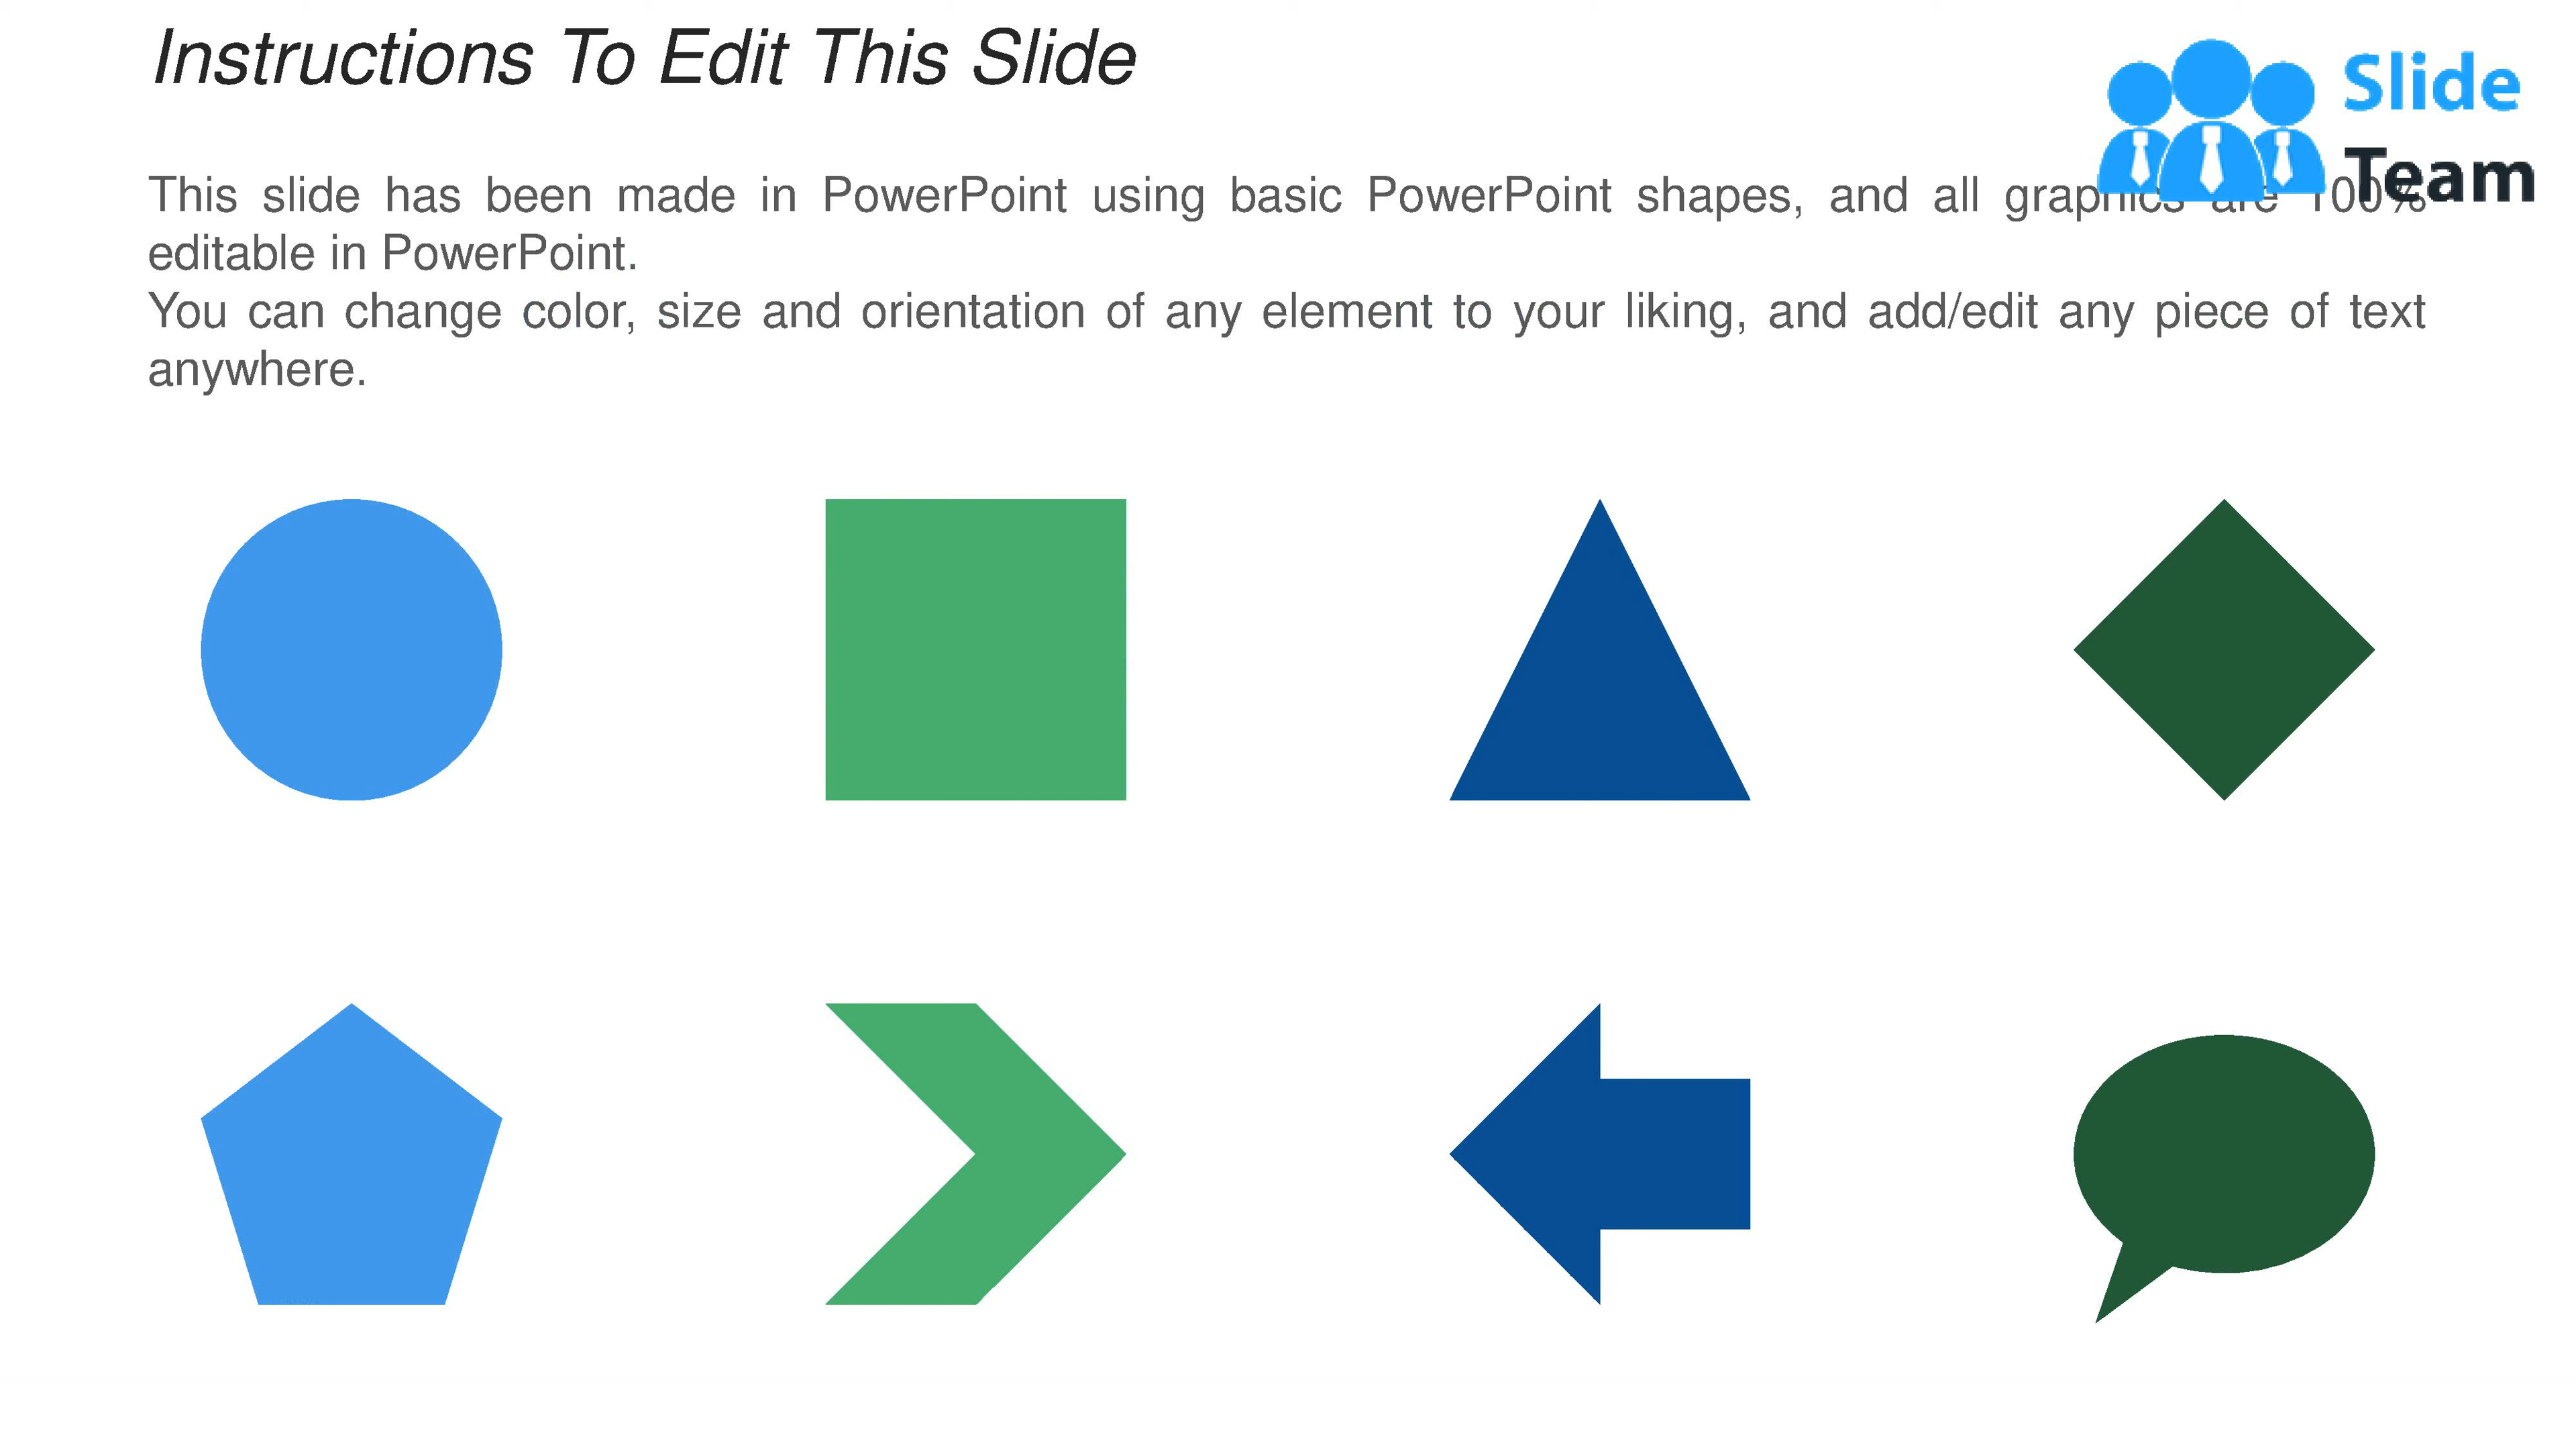 Instructions To Edit This Slide
Slide
Team
This slide has been made in PowerPoint using basic PowerPoint shapes, and all graphics are 100%
editable in PowerPoint.
You can change color, size and orientation of any element to your liking, and add/edit any piece of text
anywhere.